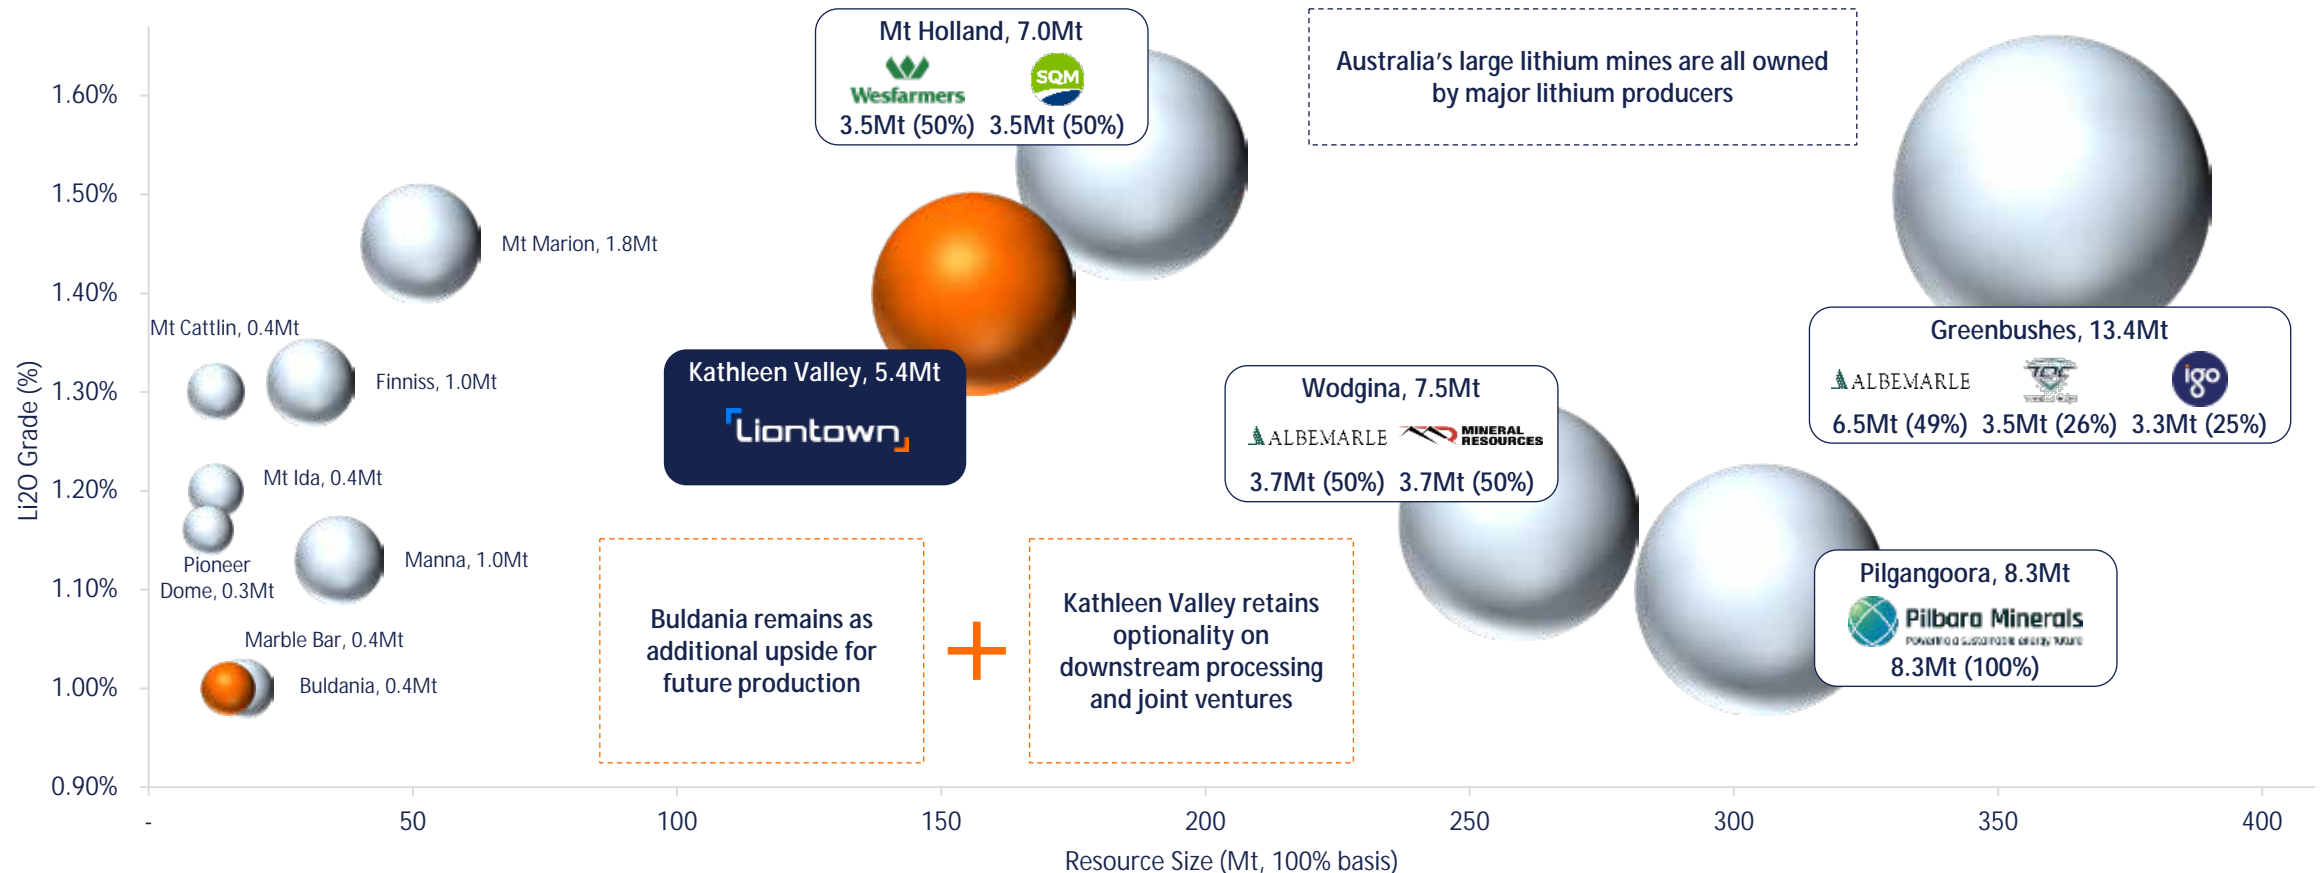 Mt Holland, 7.0Mt
Wesfarmers
SQM
3.5Mt (50%) 3.5Mt (50%)
Australia's large lithium mines are all owned
by major lithium producers
1.60%
1.50%
1.40%
1.30%
1.20%
1.10%
1.00%
0.90%
Li2O Grade (%)
Mt Marion, 1.8Mt
Mt Cattlin, 0.4Mt
Finniss, 1.0Mt
Kathleen Valley, 5.4Mt
Liontown
Wodgina, 7.5Mt
ALBEMARLE
MINERAL
RESOURCES
3.7Mt (50%) 3.7Mt (50%)
Greenbushes, 13.4Mt
ALBEMARLE
igo
6.5Mt (49%) 3.5Mt (26%) 3.3Mt (25%)
Mt Ida, 0.4Mt
Pioneer
Dome, 0.3Mt
Manna, 1.0Mt
Marble Bar, 0.4Mt
Buldania, 0.4Mt
Buldania remains as
additional upside for
future production
+
Kathleen Valley retains
optionality on
downstream processing
and joint ventures
Pilgangoora, 8.3Mt
Pilbara Minerals
Powering a sustainable energy future
8.3Mt (100%)
-
50
100
150
200
250
300
350
400
Resource Size (Mt, 100% basis)